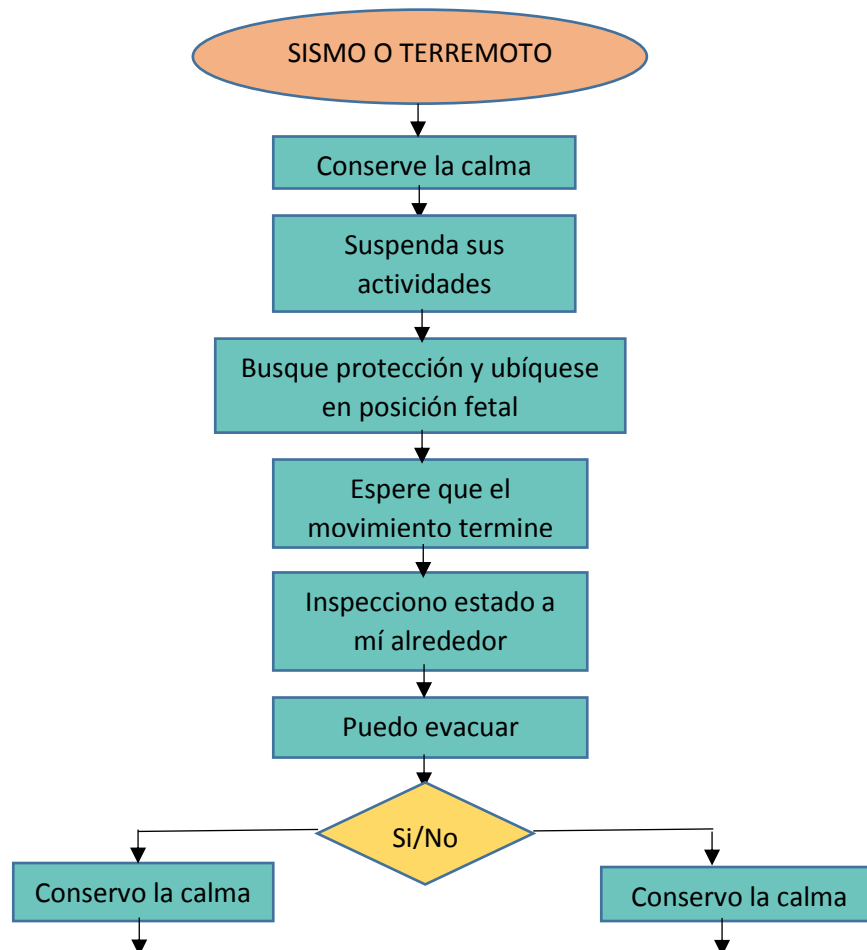 SISMO O TERREMOTO
Conserve la calma
Suspenda sus
actividades
Busque protección y ubíquese
en posición fetal
Espere que el
movimiento termine
Inspecciono estado a
mí alrededor
Puedo evacuar
Si/No
Conservo la calma
Conservo la calma